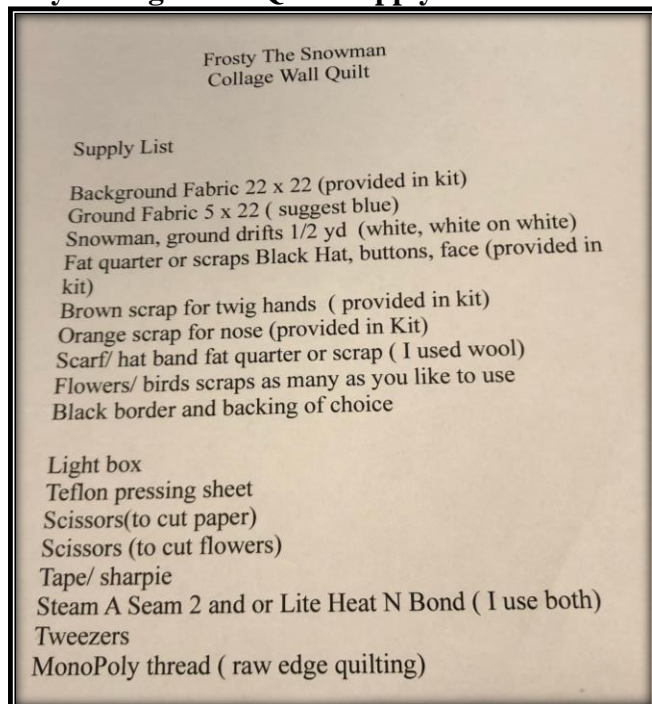 Frosty The Snowman
Collage Wall Quilt
Supply List
Background Fabric 22 x 22 (provided in kit)
Ground Fabric 5 x 22 ( suggest blue)
Snowman, ground drifts 1/2 yd (white, white on white)
Fat quarter or scraps Black Hat, buttons, face (provided in
kit)
Brown scrap for twig hands ( provided in kit)
Orange scrap for nose (provided in Kit)
Scarf/ hat band fat quarter or scrap ( I used wool)
Flowers/ birds scraps as many as you like to use
Black border and backing of choice
Light box
Teflon pressing sheet
Scissors(to cut paper)
Scissors (to cut flowers)
Tape/ sharpie
Steam A Seam 2 and or Lite Heat N Bond ( I use both)
Tweezers
MonoPoly thread ( raw edge quilting)